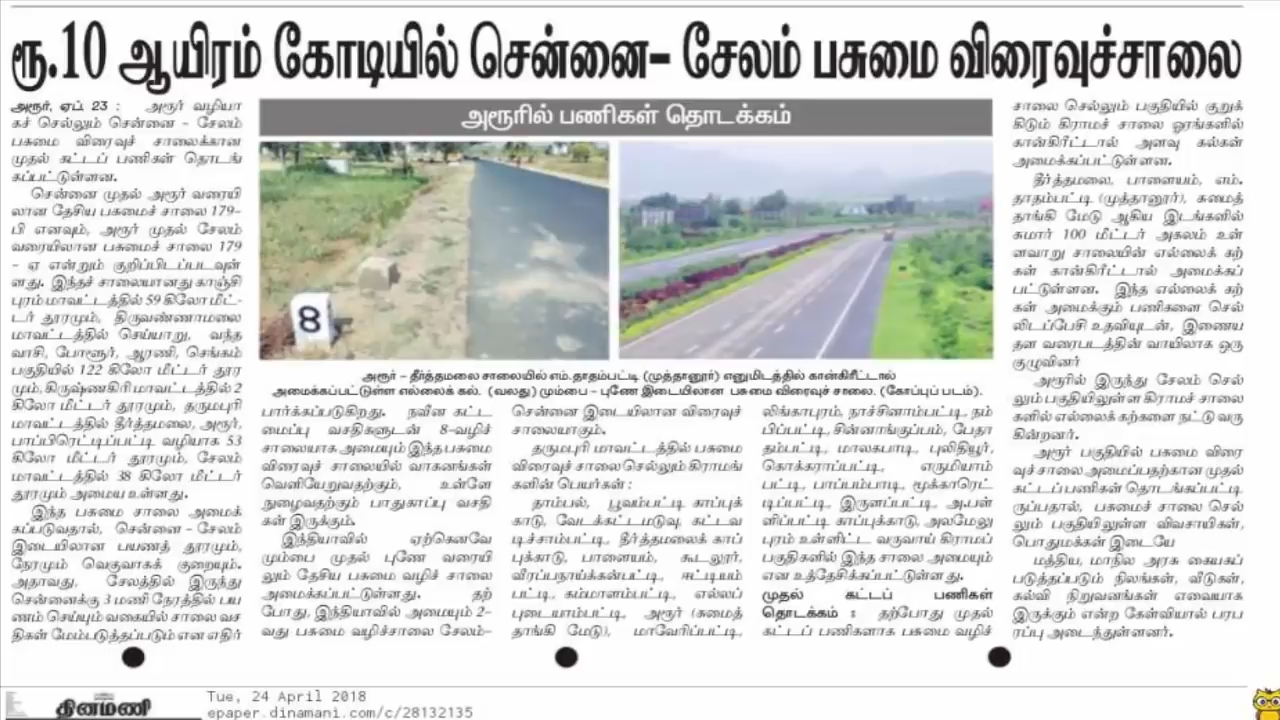 ரூ.10 ஆயிரம் கோடியில் சென்னை- சேலம் பசுமை விரைவுச்சாலை
அரூரில் பணிகள் தொடக்கம்
அரூர், ஏப் 23 : அரூர் வழியா
கச் செல்லும் சென்னை - சேலம்
பசுமை விரைவுச் சாலைக்கான
முதல் கட்டப் பணிகள் தொடங்
கப்பட்டுள்ளன.
சென்னை முதல் அரூர் வரையி
லான தேசிய பசுமைச் சாலை 179-
பி எனவும், அரூர் முதல் சேலம்
வரையிலான பசுமைச் சாலை 179
- ஏ என்றும் குறிப்பிடப்படவுள்
ளது. இந்தச் சாலையானது காஞ்சி
புரம் மாவட்டத்தில் 59 கிலோ மீட்-
டர் தூரமும், திருவண்ணாமலை
மாவட்டத்தில் செய்யாறு, வந்த
வாசி, போளூர், ஆரணி, செங்கம்
பகுதியில் 122 கிலோ மீட்டர் தூர
மும், கிருஷ்ணகிரி மாவட்டத்தில் 2
கிலோ மீட்டர் தூரமும், தருமபுரி
மாவட்டத்தில் தீர்த்தமலை, அரூர்,
பாப்பிரெட்டிப்பட்டி வழியாக 53
கிலோ மீட்டர் தூரமும், சேலம்
மாவட்டத்தில் 38 கிலோ மீட்டர்
தூரமும் அமைய உள்ளது.
இந்த பசுமை சாலை அமைக்
கப்படுவதால், சென்னை - சேலம்
இடையிலான பயணத் தூரமும்,
நேரமும் வெகுவாகக் குறையும்.
அதாவது, சேலத்தில் இருந்து
சென்னைக்கு 3 மணி நேரத்தில் பய
ணம் செய்யும் வகையில் சாலை வச
திகள் மேம்படுத்தப்படும் என எதிர்
8
அரூர் - தீர்த்தமலை சாலையில் எம்.தாதம்பட்டி (முத்தானூர்) எனுமிடத்தில் கான்கிரீட்டால்
அமைக்கப்பட்டுள்ள எல்லைக் கல். (வலது) மும்பை - புணே இடையிலான பசுமை விரைவுச் சாலை. (கோப்புப் படம்).
பார்க்கப்படுகிறது. நவீன கட்ட
மைப்பு வசதிகளுடன் 8-வழிச்
சாலையாக அமையும் இந்த பசுமை
விரைவுச் சாலையில் வாகனங்கள்
வெளியேறுவதற்கும், உள்ளே
நுழைவதற்கும் பாதுகாப்பு வசதி
கள் இருக்கும்.
இந்தியாவில் ஏற்கெனவே
மும்பை முதல் புணே வரையி
லும் தேசிய பசுமை வழிச் சாலை
அமைக்கப்பட்டுள்ளது. தற்
போது, இந்தியாவில் அமையும் 2-
வது பசுமை வழிச்சாலை சேலம்-
சென்னை இடையிலான விரைவுச்
சாலையாகும்.
தருமபுரி மாவட்டத்தில் பசுமை
விரைவுச் சாலை செல்லும் கிராமங்
களின் பெயர்கள் :
தாம்பல், பூவம்பட்டி காப்புக்
காடு, வேடகட்டமடுவு, கட்டவ
டிச்சாம்பட்டி, தீர்த்தமலைக் காப்
புக்காடு, பாளையம், கூடலூர்,
வீரப்பநாய்க்கன்பட்டி, ஈட்டியம்
பட்டி, கம்மாளம்பட்டி, எல்லப்
புடையாம்பட்டி, அரூர் (சுமைத்
தாங்கி மேடு), மாவேரிப்பட்டி,
லிங்காபுரம், நாச்சினாம்பட்டி, நம்
பிப்பட்டி, சின்னாங்குப்பம், பேதா
தம்பட்டி, மாலகபாடி, புலிதியூர்,
கொக்கராப்பட்டி, எருமியாம்
பட்டி, பாப்பம்பாடி, மூக்காரெட்
டிப்பட்டி, இருளப்பட்டி, அ.பள்
ளிப்பட்டி காப்புக்காடு, அலமேலு
புரம் உள்ளிட்ட வருவாய் கிராமப்
பகுதிகளில் இந்த சாலை அமையும்
என உத்தேசிக்கப்பட்டுள்ளது.
முதல் கட்டப் பணிகள்
தொடக்கம் : தற்போது முதல்
கட்டப் பணிகளாக பசுமை வழிச்
சாலை செல்லும் பகுதியில் குறுக்
கிடும் கிராமச் சாலை ஓரங்களில்
கான்கிரீட்டால் அளவு கல்கள்
அமைக்கப்பட்டுள்ளன.
தீர்த்தமலை, பாளையம், எம்.
தாதம்பட்டி (முத்தானூர்), சுமைத்
தாங்கி மேடு ஆகிய இடங்களில்
சுமார் 100 மீட்டர் அகலம் உள்
ளவாறு சாலையின் எல்லைக் கற்
கள் கான்கிரீட்டால் அமைக்கப்
பட்டுள்ளன. இந்த எல்லைக் கற்
கள் அமைக்கும் பணிகளை செல்
லிடப்பேசி உதவியுடன், இணைய
தள வரைபடத்தின் வாயிலாக ஒரு
குழுவினர்
அரூரில் இருந்து சேலம் செல்
லும் பகுதியிலுள்ள கிராமச் சாலை
களில் எல்லைக் கற்களை நட்டு வரு
கின்றனர்.
அரூர் பகுதியில் பசுமை விரை
வுச் சாலை அமைப்பதற்கான முதல்
கட்டப் பணிகள் தொடங்கப்பட்டி
ருப்பதால், பசுமைச் சாலை செல்
லும் பகுதியிலுள்ள விவசாயிகள்,
பொதுமக்கள் இடையே
மத்திய, மாநில அரசு கையகப்
படுத்தப்படும் நிலங்கள், வீடுகள்,
கல்வி நிறுவனங்கள் எவையாக
இருக்கும் என்ற கேள்வியால் பரப
ரப்பு அடைந்துள்ளனர்.
தினமணி
Tue, 24 April 2018
epaper.dinamani.com/c/28132135